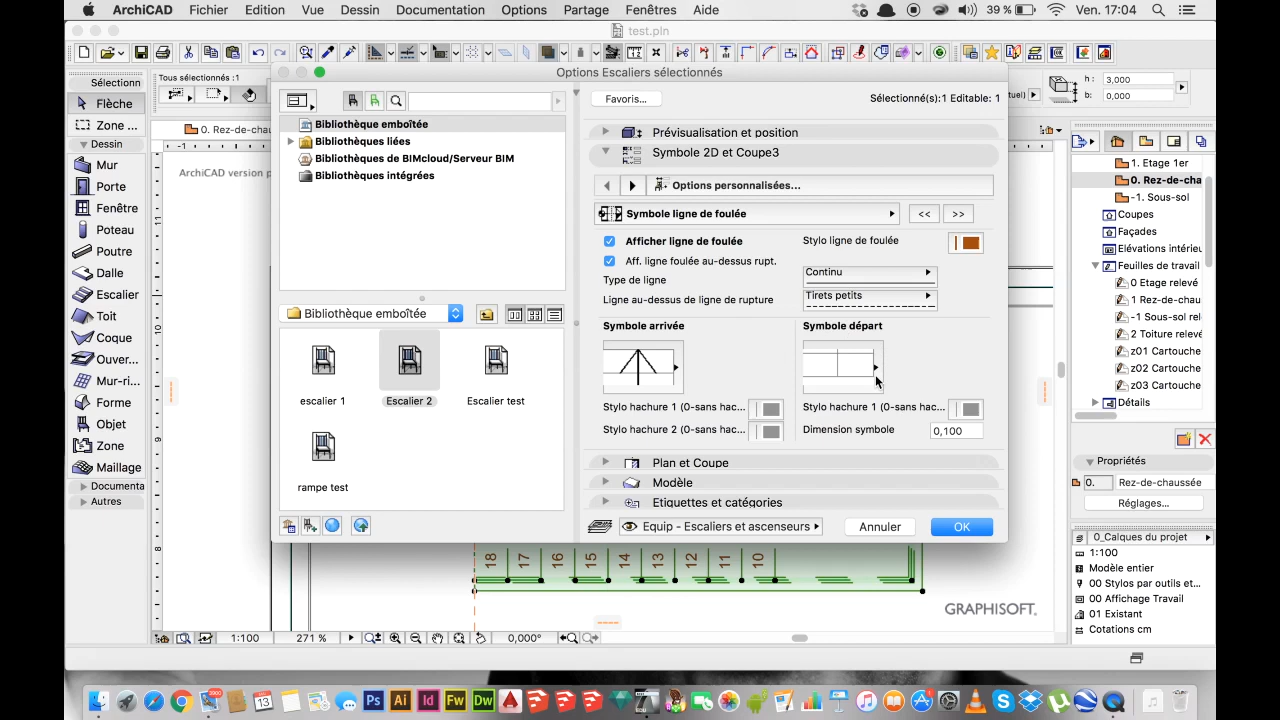 ArchiCAD Fichier Edition Vue Dessin Documentation Options Partage Fenêtres Aide 39 % Ven. 17:04
test.pln
Sélectionn
Flèche
Zone ...
Dessin
Mur
Porte
Fenêtre
Poteau
Poutre
Dalle
Escalier
Toit
Coque
Ouver...
Mur-ri...
Forme
Objet
Zone
Maillage
Documenta
Autres
Tous sélectionnés :1
0. Rez-de-chau
ArchiCAD version p
Options Escaliers sélectionnés
Bibliothèque emboîtée
Bibliothèques liées
Bibliothèques de BIMcloud/Serveur BIM
Bibliothèques intégrées
Bibliothèque emboîtée
escalier 1
Escalier 2
Escalier test
rampe test
Favoris...
Sélectionné(s):1 Editable: 1
Prévisualisation et position
Symbole 2D et Coupe3
Options personnalisées...
Symbole ligne de foulée
<< >>
Afficher ligne de foulée
Stylo ligne de foulée
Aff. ligne foulée au-dessus rupt.
Type de ligne
Continu
Ligne au-dessus de ligne de rupture
Tirets petits
Symbole arrivée
Symbole départ
Stylo hachure 1 (0-sans hac...
Stylo hachure 1 (0-sans hac...
Stylo hachure 2 (0-sans hac...
Dimension symbole
0,100
Plan et Coupe
Modèle
Etiquettes et catégories
Equip - Escaliers et ascenseurs
Annuler
OK
18 17 16 15 14 13 12 11 10
GRAPHISOFT.
1:100
271 %
0,000°
h : 3,000
b: 0,000
tuel)
1. Etage 1er
0. Rez-de-cha
-1. Sous-sol
Coupes
Façades
Elévations intérieu
Feuilles de travail
0 Etage relevé
1 Rez-de-chau
-1 Sous-sol rel
2 Toiture relevé
z01 Cartouche
z02 Cartouche
z03 Cartouche
Détails
Propriétés
0. Rez-de-chaussée
Réglages...
0_Calques du projet
1:100
Modèle entier
00 Stylos par outils et...
00 Affichage Travail
01 Existant
Cotations cm
13
Ps Ai Id Fw Dw